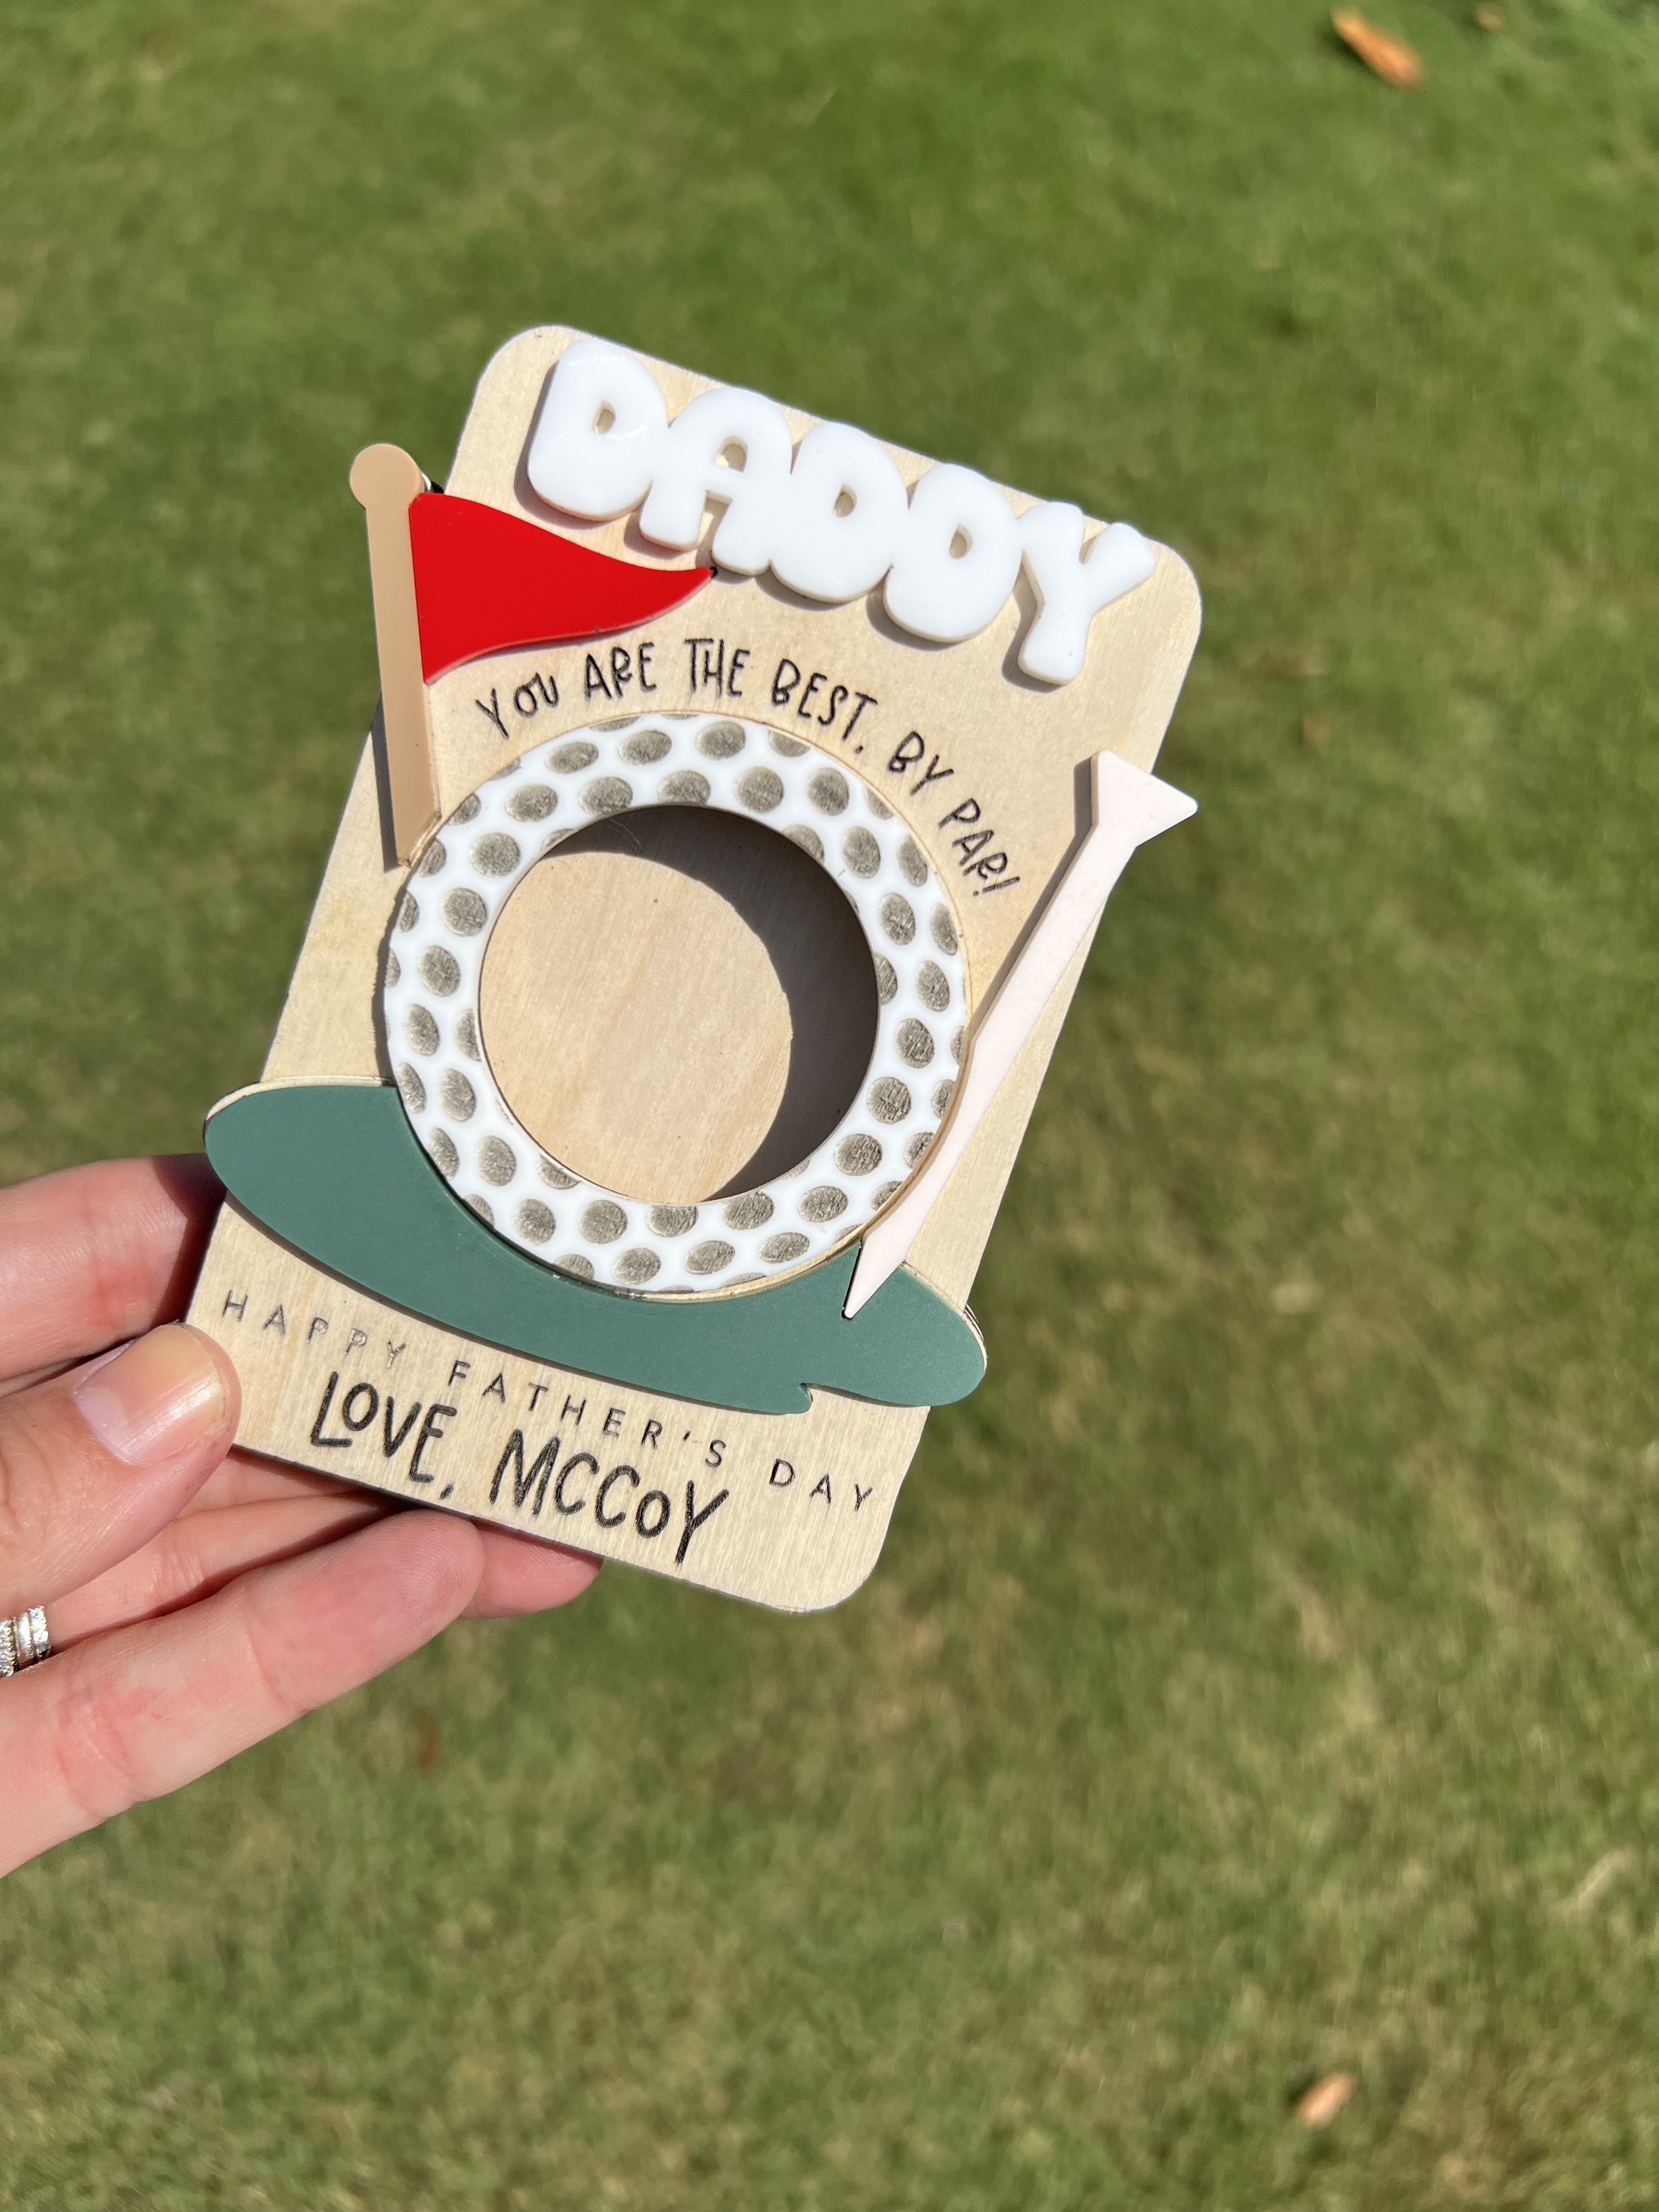 DADDY
YOU ARE THE BEST, BY PAR!
HAPPY FATHER'S DAY
LOVE, MCCOY